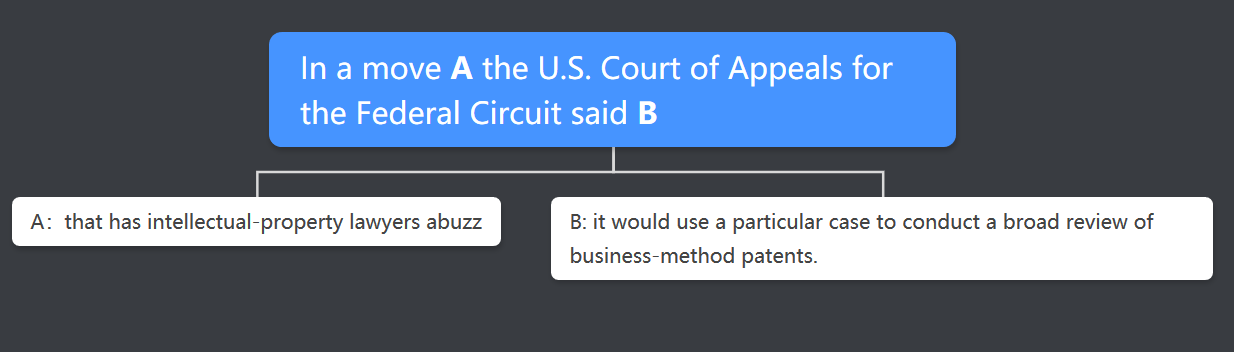 In a move A the U.S. Court of Appeals for
the Federal Circuit said B
A：that has intellectual-property lawyers abuzz
B: it would use a particular case to conduct a broad review of
business-method patents.